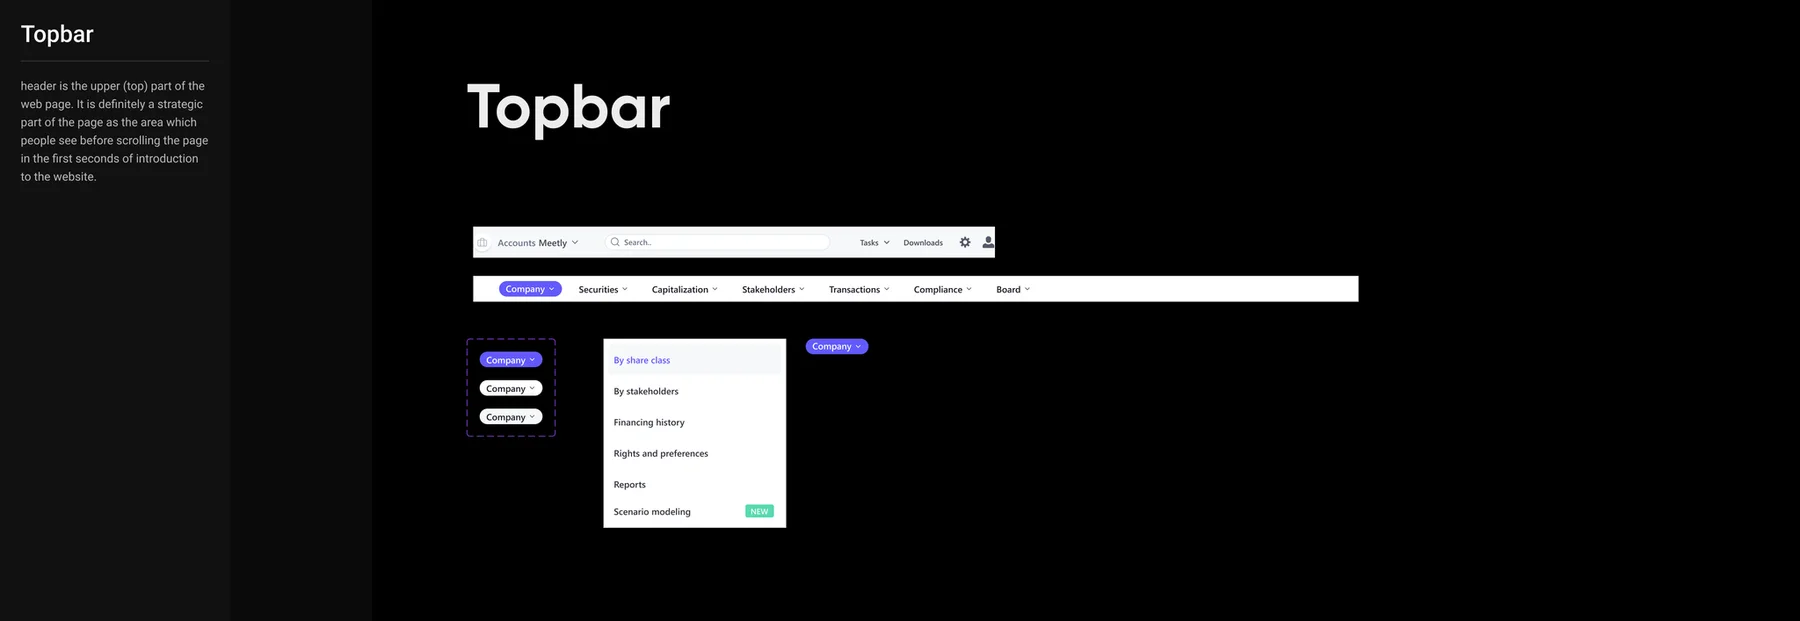 Topbar
header is the upper (top) part of the
web page. It is definitely a strategic
part of the page as the area which
people see before scrolling the page
in the first seconds of introduction
to the website.
Topbar
Accounts Meetly
Search..
Tasks
Downloads
Company
Securities
Capitalization
Stakeholders
Transactions
Compliance
Board
Company
Company
Company
By share class
By stakeholders
Financing history
Rights and preferences
Reports
Scenario modeling NEW
Company